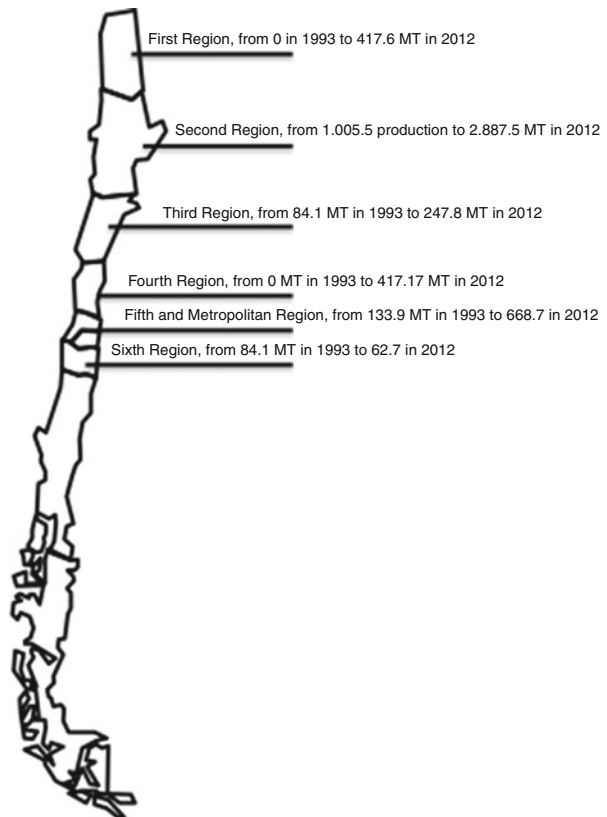 First Region, from 0 in 1993 to 417.6 MT in 2012
Second Region, from 1.005.5 production to 2.887.5 MT in 2012
Third Region, from 84.1 MT in 1993 to 247.8 MT in 2012
Fourth Region, from 0 MT in 1993 to 417.17 MT in 2012
Fifth and Metropolitan Region, from 133.9 MT in 1993 to 668.7 in 2012
Sixth Region, from 84.1 MT in 1993 to 62.7 in 2012